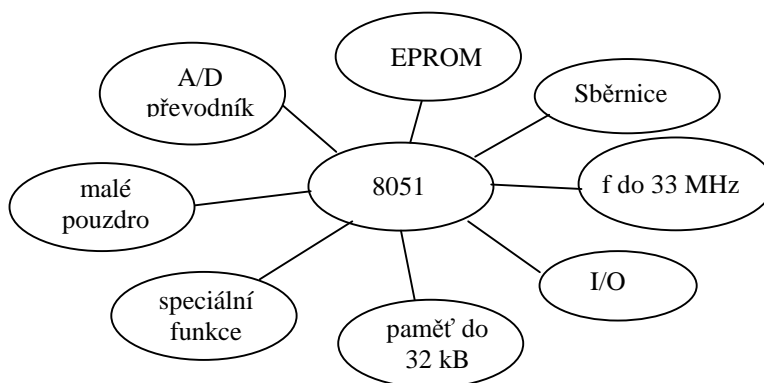 EPROM
A/D
převodník
Sběrnice
8051
f do 33 MHz
malé
pouzdro
I/O
speciální
funkce
paměť do
32 kB